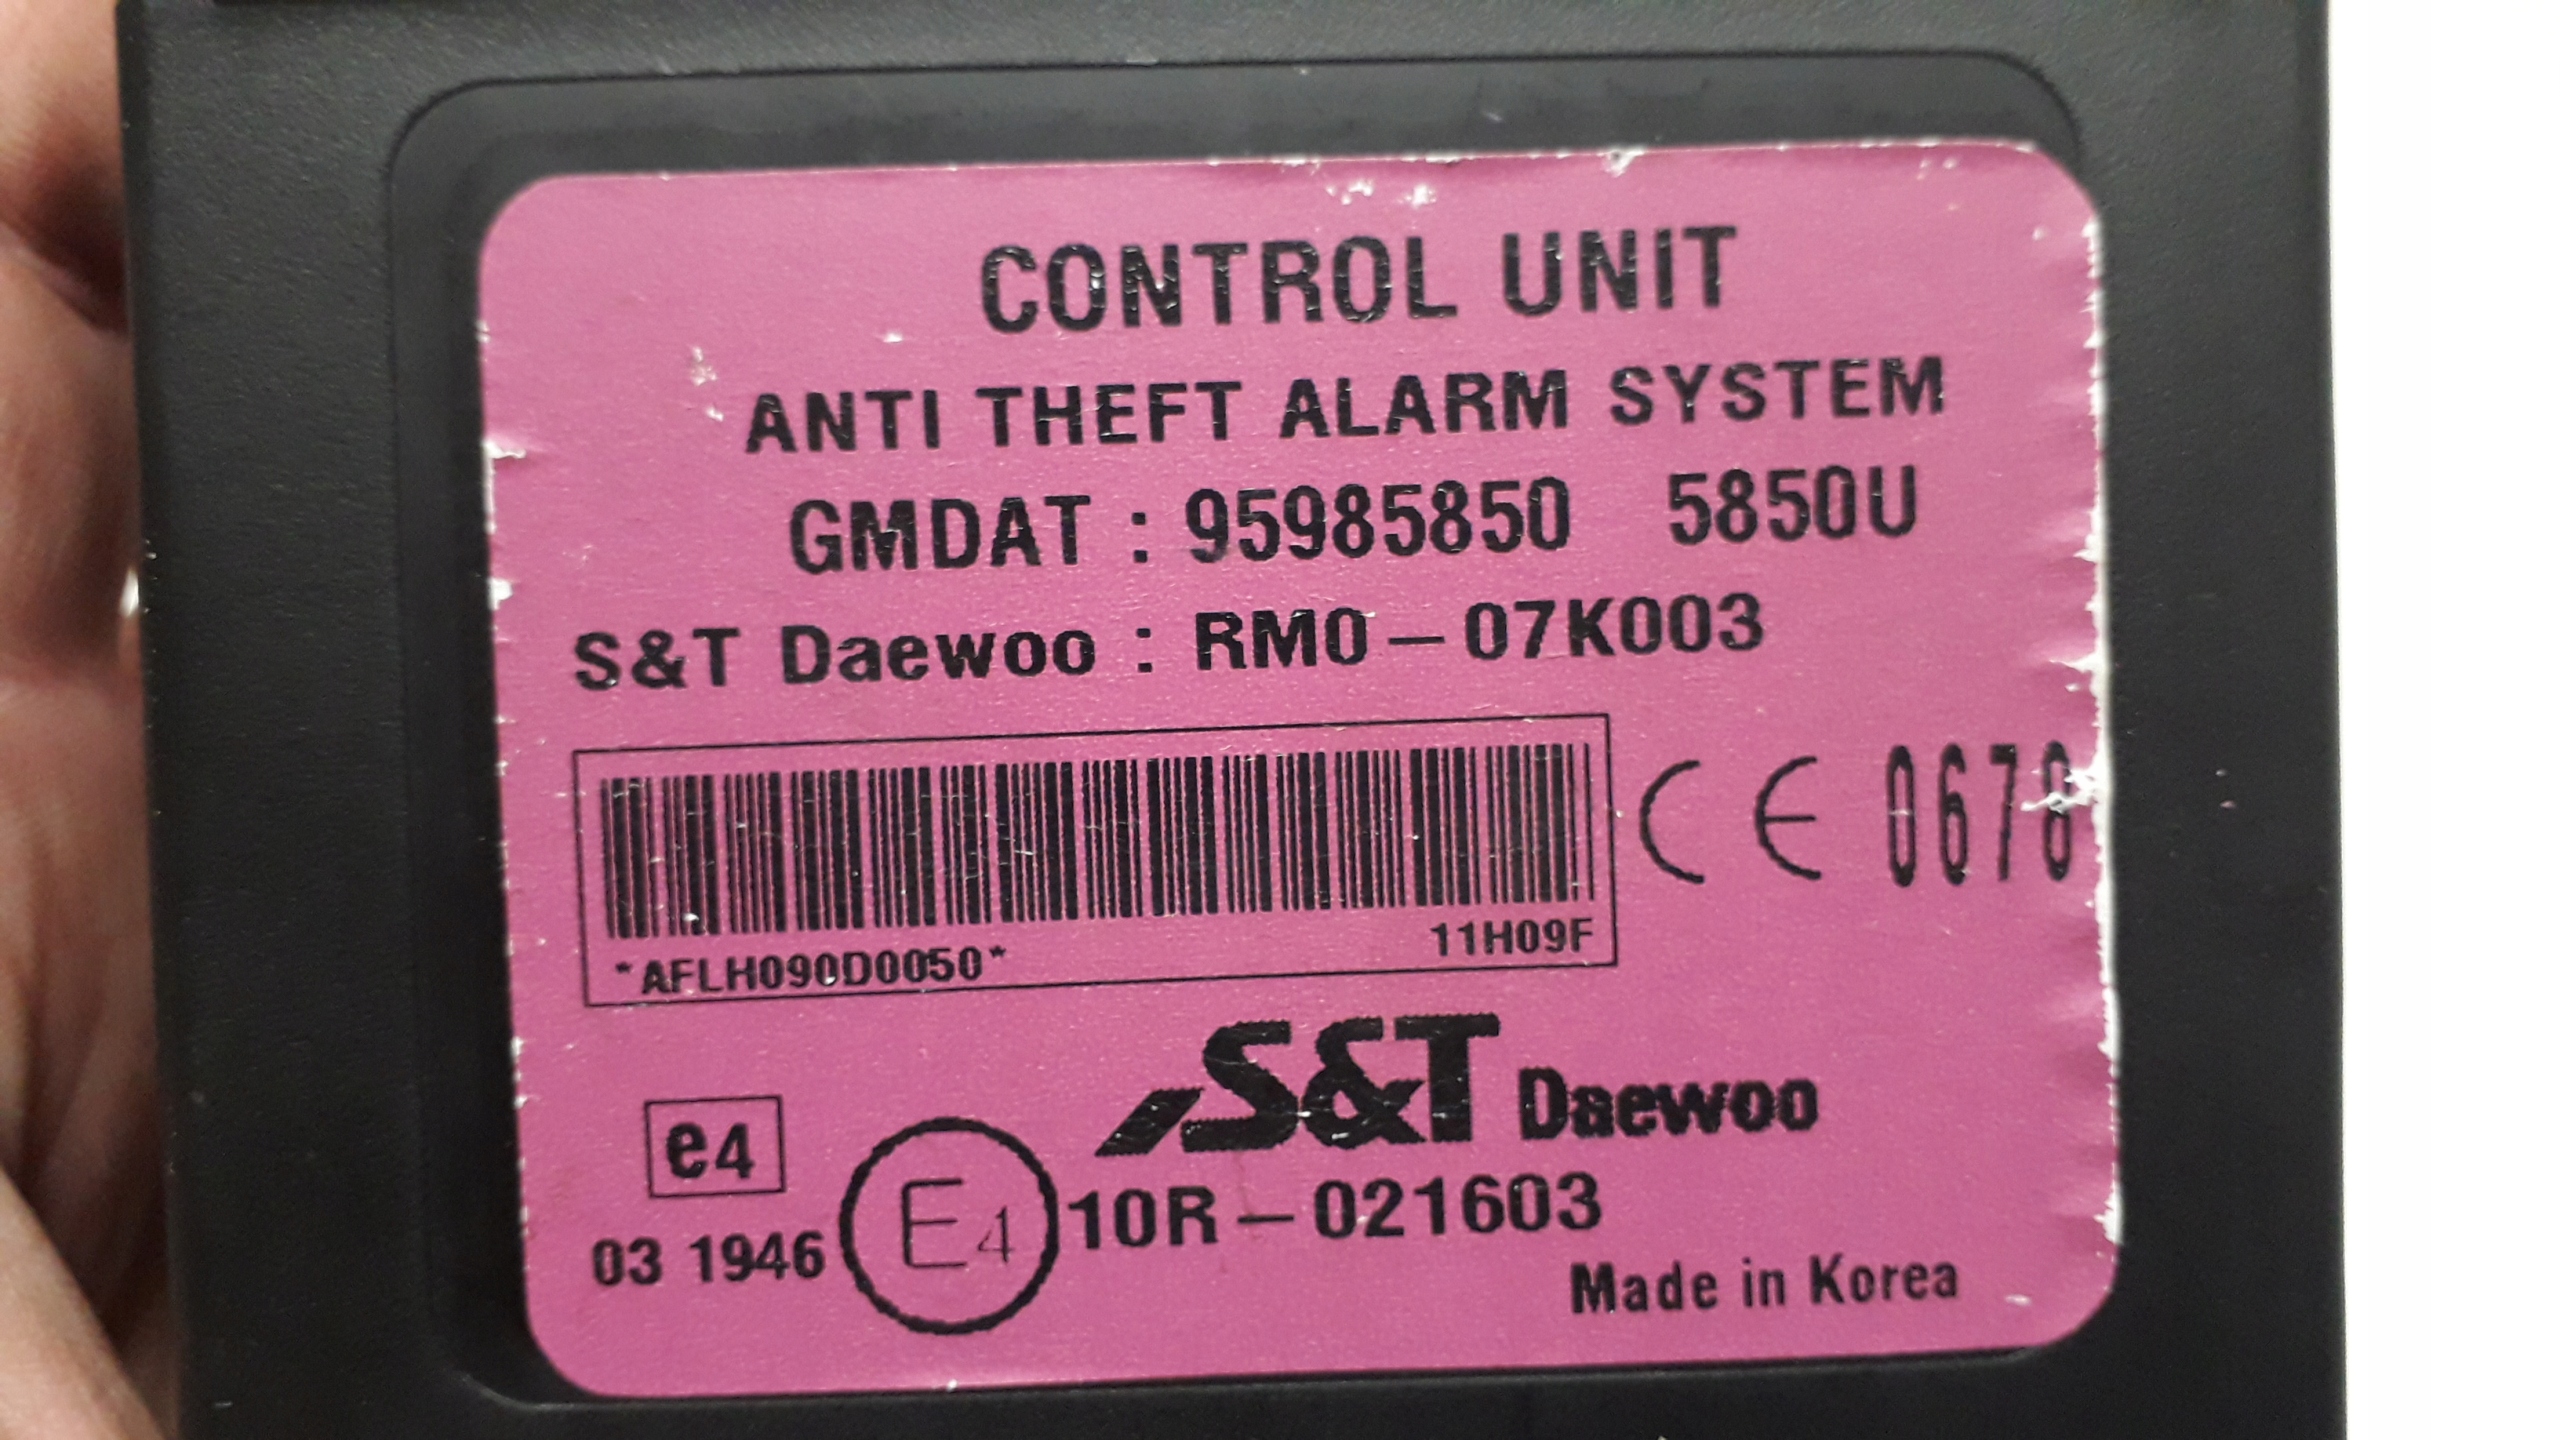 CONTROL UNIT
ANTI THEFT ALARM SYSTEM
GMDAT : 95985850 5850U
S&T Daewoo : RM0-07K003
CE 0678
*AFLH090D0050* 11H09F
S&T Daewoo
e4
03 1946 E4 10R-021603
Made in Korea